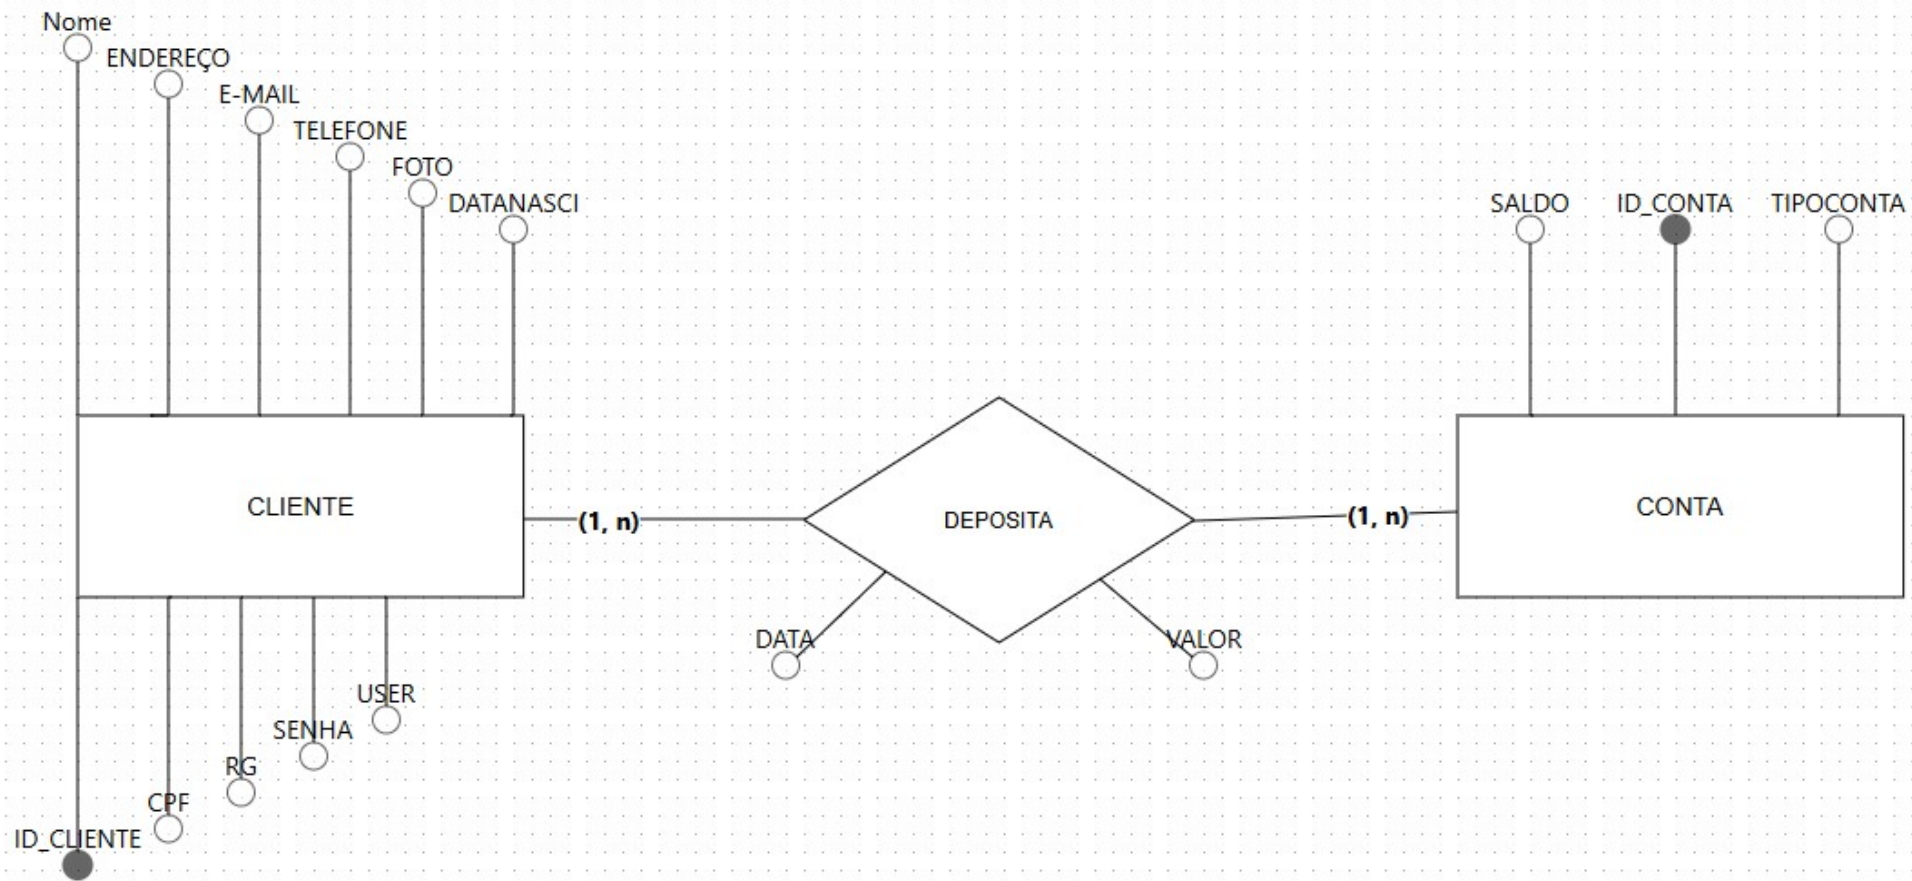 Nome
ENDEREÇO
E-MAIL
TELEFONE
FOTO
DATANASCI
SALDO
ID_CONTA
TIPOCONTA
CLIENTE
(1, n)
DEPOSITA
(1, n)
CONTA
DATA
VALOR
USER
SENHA
RG
CPF
ID_CLIENTE